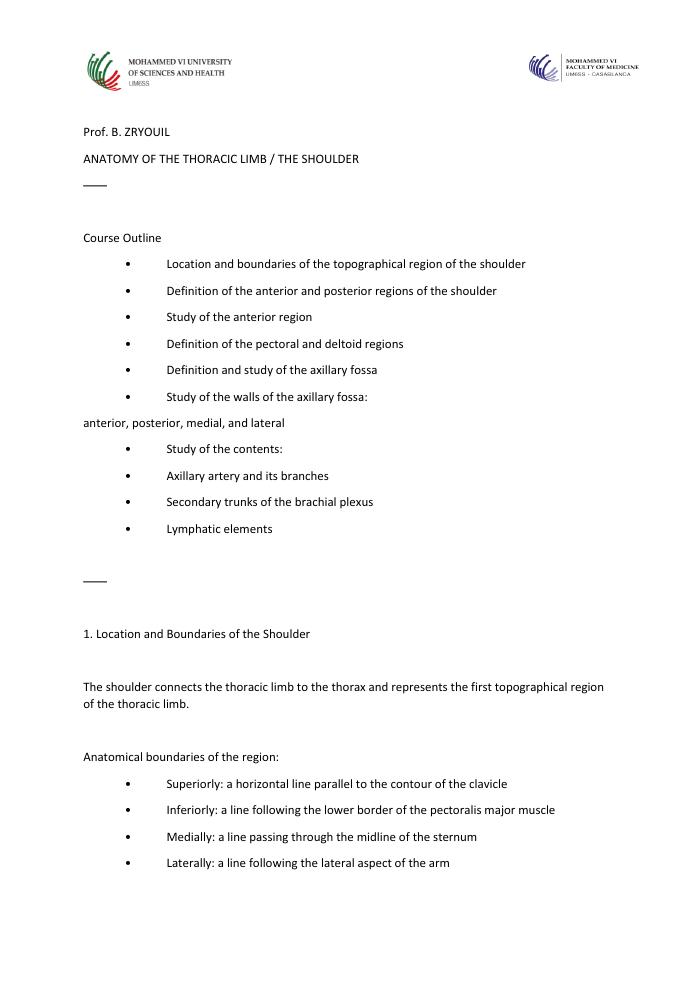 MOHAMMED VI UNIVERSITY
OF SCIENCES AND HEALTH
UM6SS
MOHAMMED VI
FACULTY OF MEDICINE
UM6SS - CASABLANCA
Prof. B. ZRYOUIL
ANATOMY OF THE THORACIC LIMB / THE SHOULDER
Course Outline
• Location and boundaries of the topographical region of the shoulder
• Definition of the anterior and posterior regions of the shoulder
• Study of the anterior region
• Definition of the pectoral and deltoid regions
• Definition and study of the axillary fossa
• Study of the walls of the axillary fossa:
anterior, posterior, medial, and lateral
• Study of the contents:
• Axillary artery and its branches
• Secondary trunks of the brachial plexus
• Lymphatic elements
1. Location and Boundaries of the Shoulder
The shoulder connects the thoracic limb to the thorax and represents the first topographical region
of the thoracic limb.
Anatomical boundaries of the region:
• Superiorly: a horizontal line parallel to the contour of the clavicle
• Inferiorly: a line following the lower border of the pectoralis major muscle
• Medially: a line passing through the midline of the sternum
• Laterally: a line following the lateral aspect of the arm